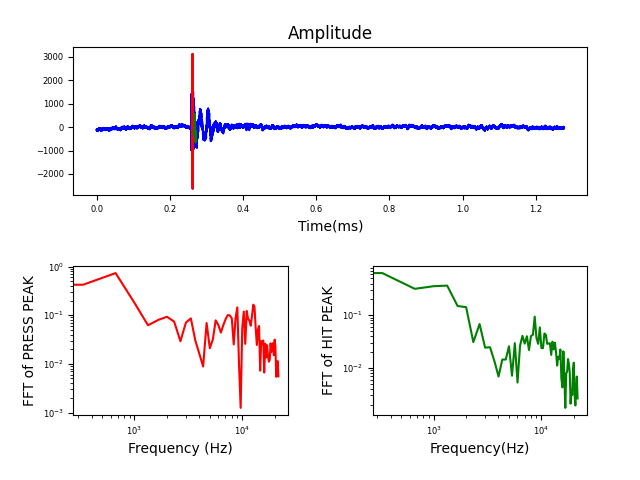 Amplitude
3000
2000
1000
0
−1000
−2000
0.0 0.2 0.4 0.6 0.8 1.0 1.2
Time(ms)
FFT of PRESS PEAK
10⁰
10⁻¹
10⁻²
10⁻³
10³ 10⁴
Frequency (Hz)
FFT of HIT PEAK
10⁻¹
10⁻²
10³ 10⁴
Frequency(Hz)